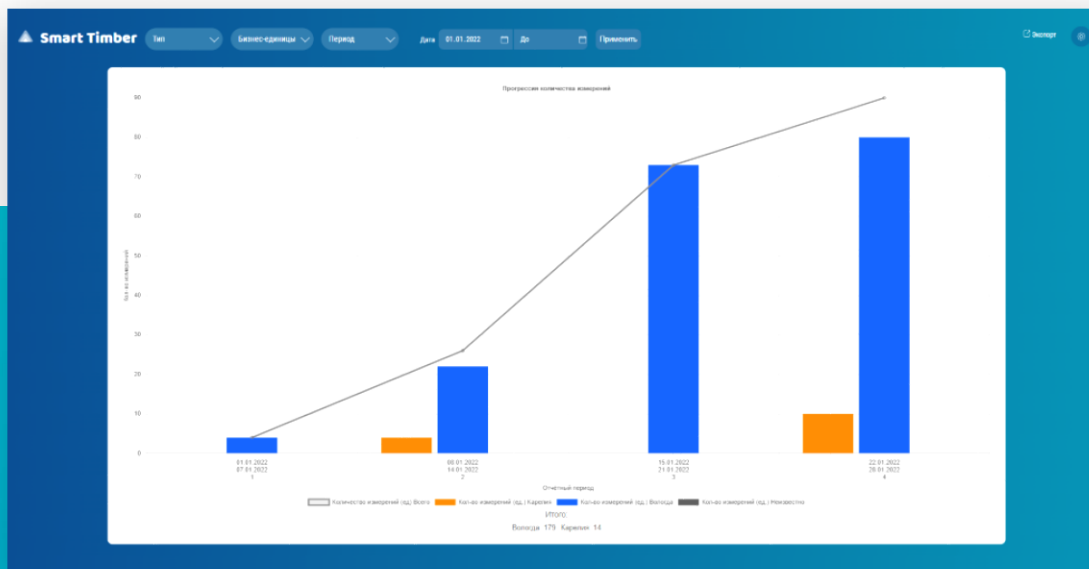 Smart Timber
Тип
Бизнес-единицы
Период
Дата
01.01.2022
До
Применить
Экспорт
Прогрессия количества измерений
90
80
70
60
50
40
30
20
10
0
Кол-во измерений
01.01.2022 08.01.2022 15.01.2022 22.01.2022
07.01.2022 14.01.2022 21.01.2022 28.01.2022
1 2 3 4
Отчетный период
Количество измерений (ед.) Всего Кол-во измерений (ед.) Карелия Кол-во измерений (ед.) Вологда Кол-во измерений (ед.) Неизвестно
Итого
Вологда 179 Карелия 14